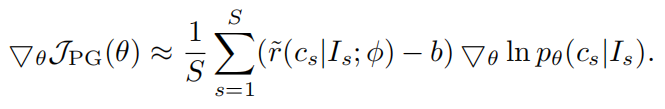 ▽θ𝒥PG(θ) ≈ 1/S ∑_{s=1}^{S} (r̃(cs|Is; ϕ) − b) ▽θ ln pθ(cs|Is).